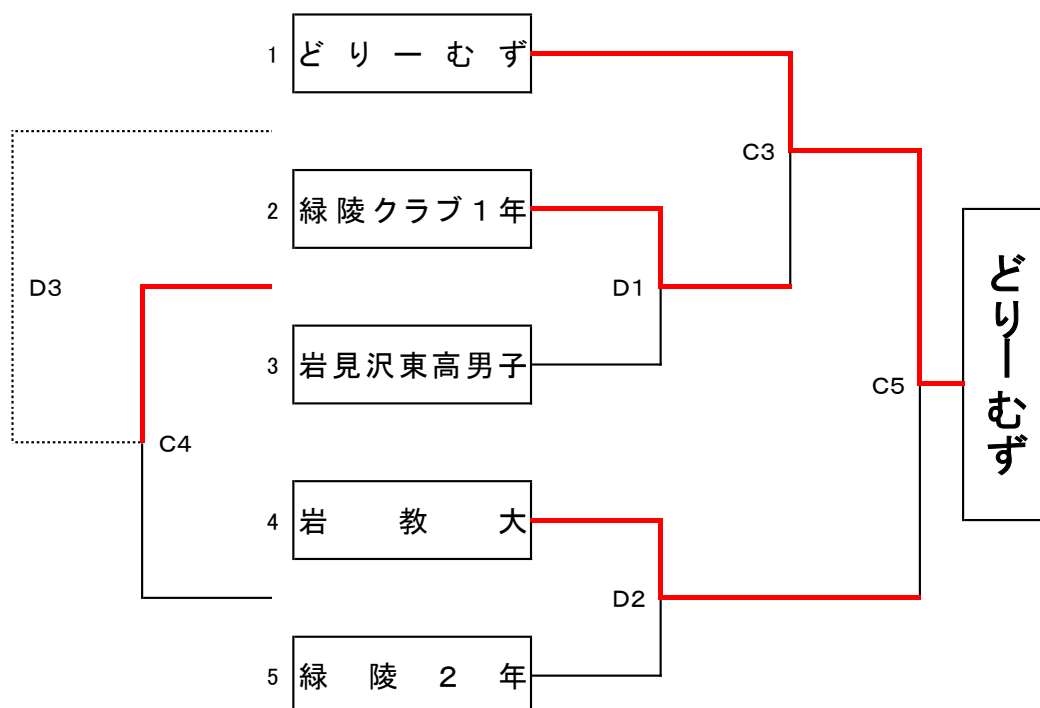 1 どりーむず
C3
2 緑陵クラブ1年
D3
D1
どりーむず
3 岩見沢東高男子
C5
C4
4 岩教大
D2
5 緑陵2年